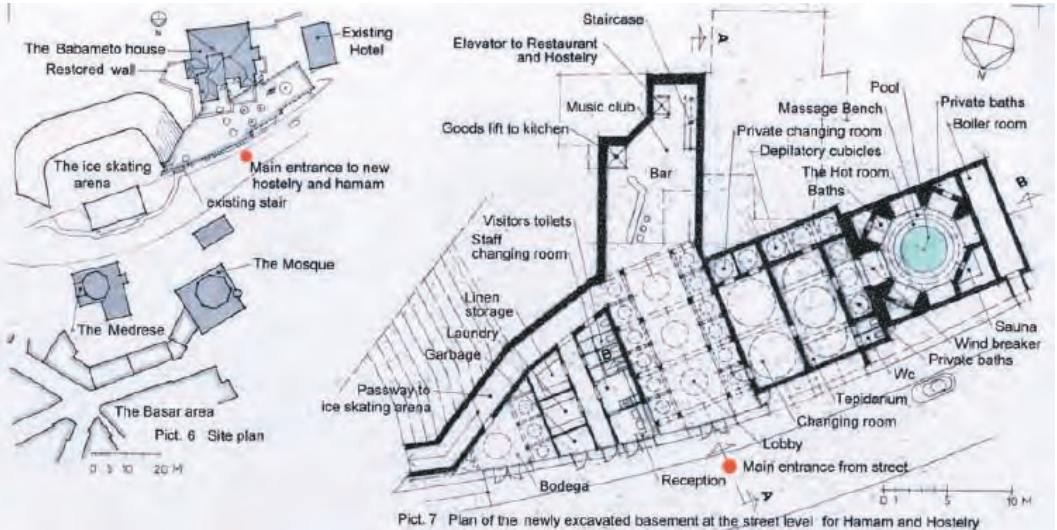 N
The Babameto house
Existing
Hotel
Restored wall
The ice skating
arena
Main entrance to new
hostelry and hamam
existing stair
The Mosque
The Medrese
The Basar area
Pict. 6 Site plan
0 5 10 20 M
Staircase
A
Elevator to Restaurant
and Hostelry
Music club
Goods lift to kitchen
Bar
N
Pool
Massage Bench
Private changing room
Depilatory cubicles
The Hot room
Baths
Private baths
Boiler room
B
Visitors toilets
Staff
changing room
Linen
storage
Laundry
Garbage
B
Passway to
ice skating arena
Sauna
Wind breaker
Private baths
Wc
Tepidarium
Changing room
Lobby
Main entrance from street
Reception
Bodega
A
0 1 5 10 M
Pict. 7 Plan of the newly excavated basement at the street level for Hamam and Hostelry